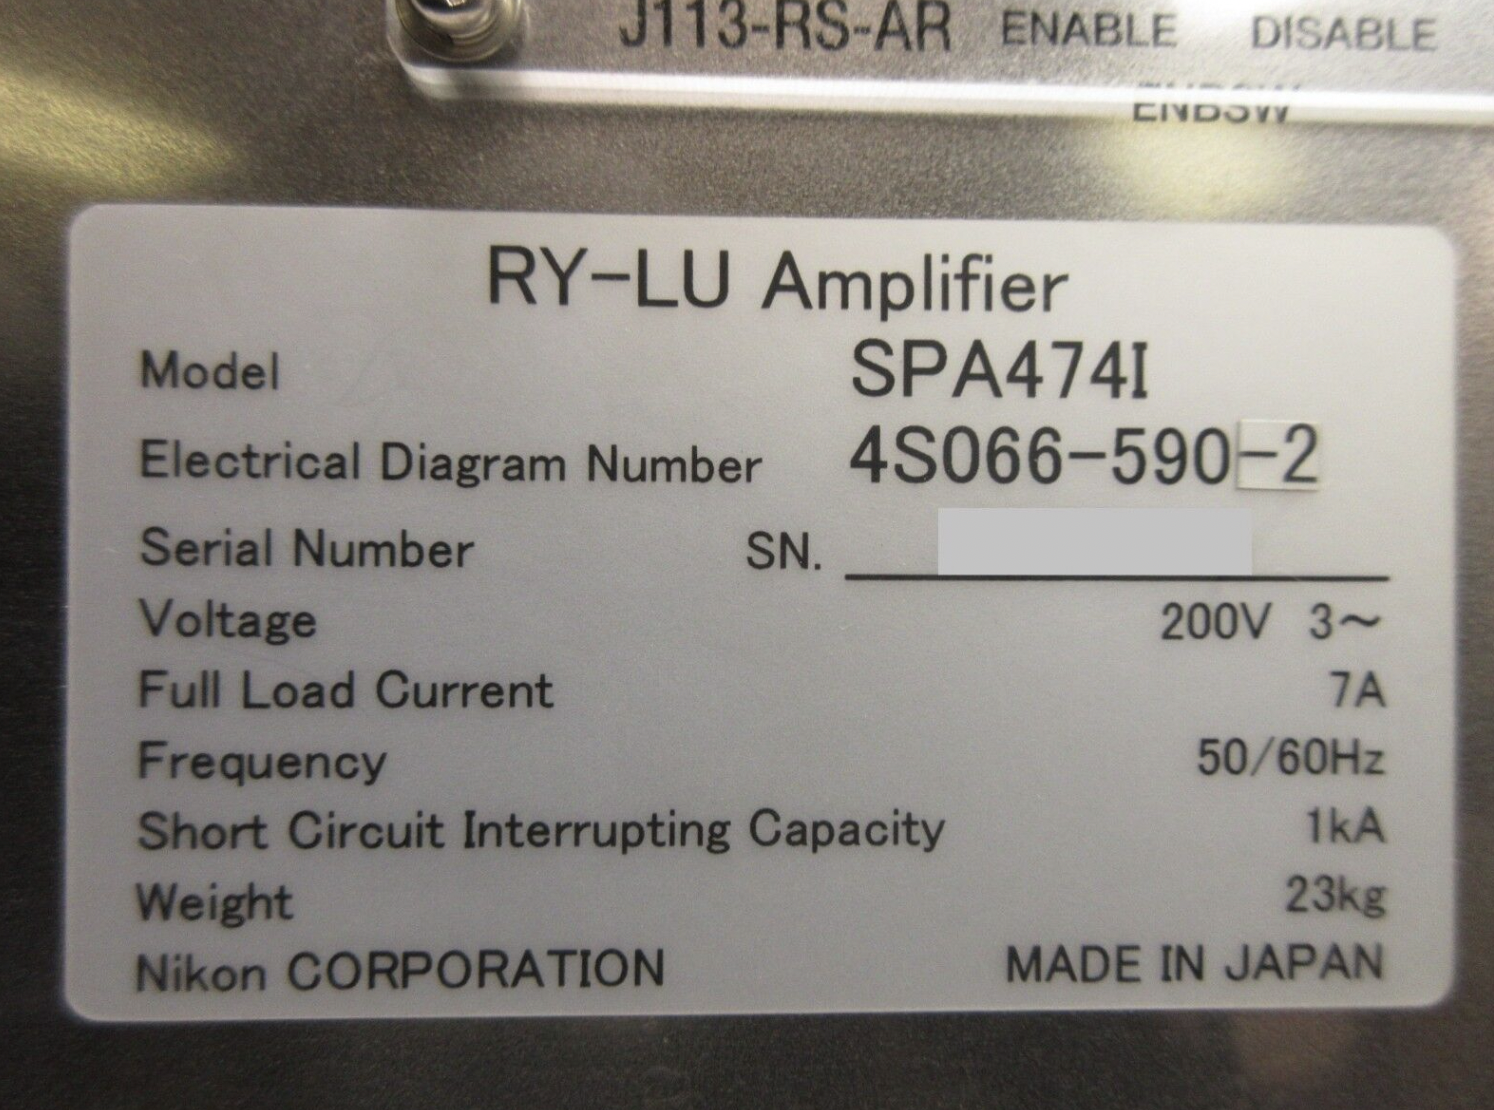 J113-RS-AR ENABLE DISABLE
ENBSW
RY-LU Amplifier
Model SPA474I
Electrical Diagram Number 4S066-590-2
Serial Number SN.
Voltage 200V 3~
Full Load Current 7A
Frequency 50/60Hz
Short Circuit Interrupting Capacity 1kA
Weight 23kg
Nikon CORPORATION MADE IN JAPAN